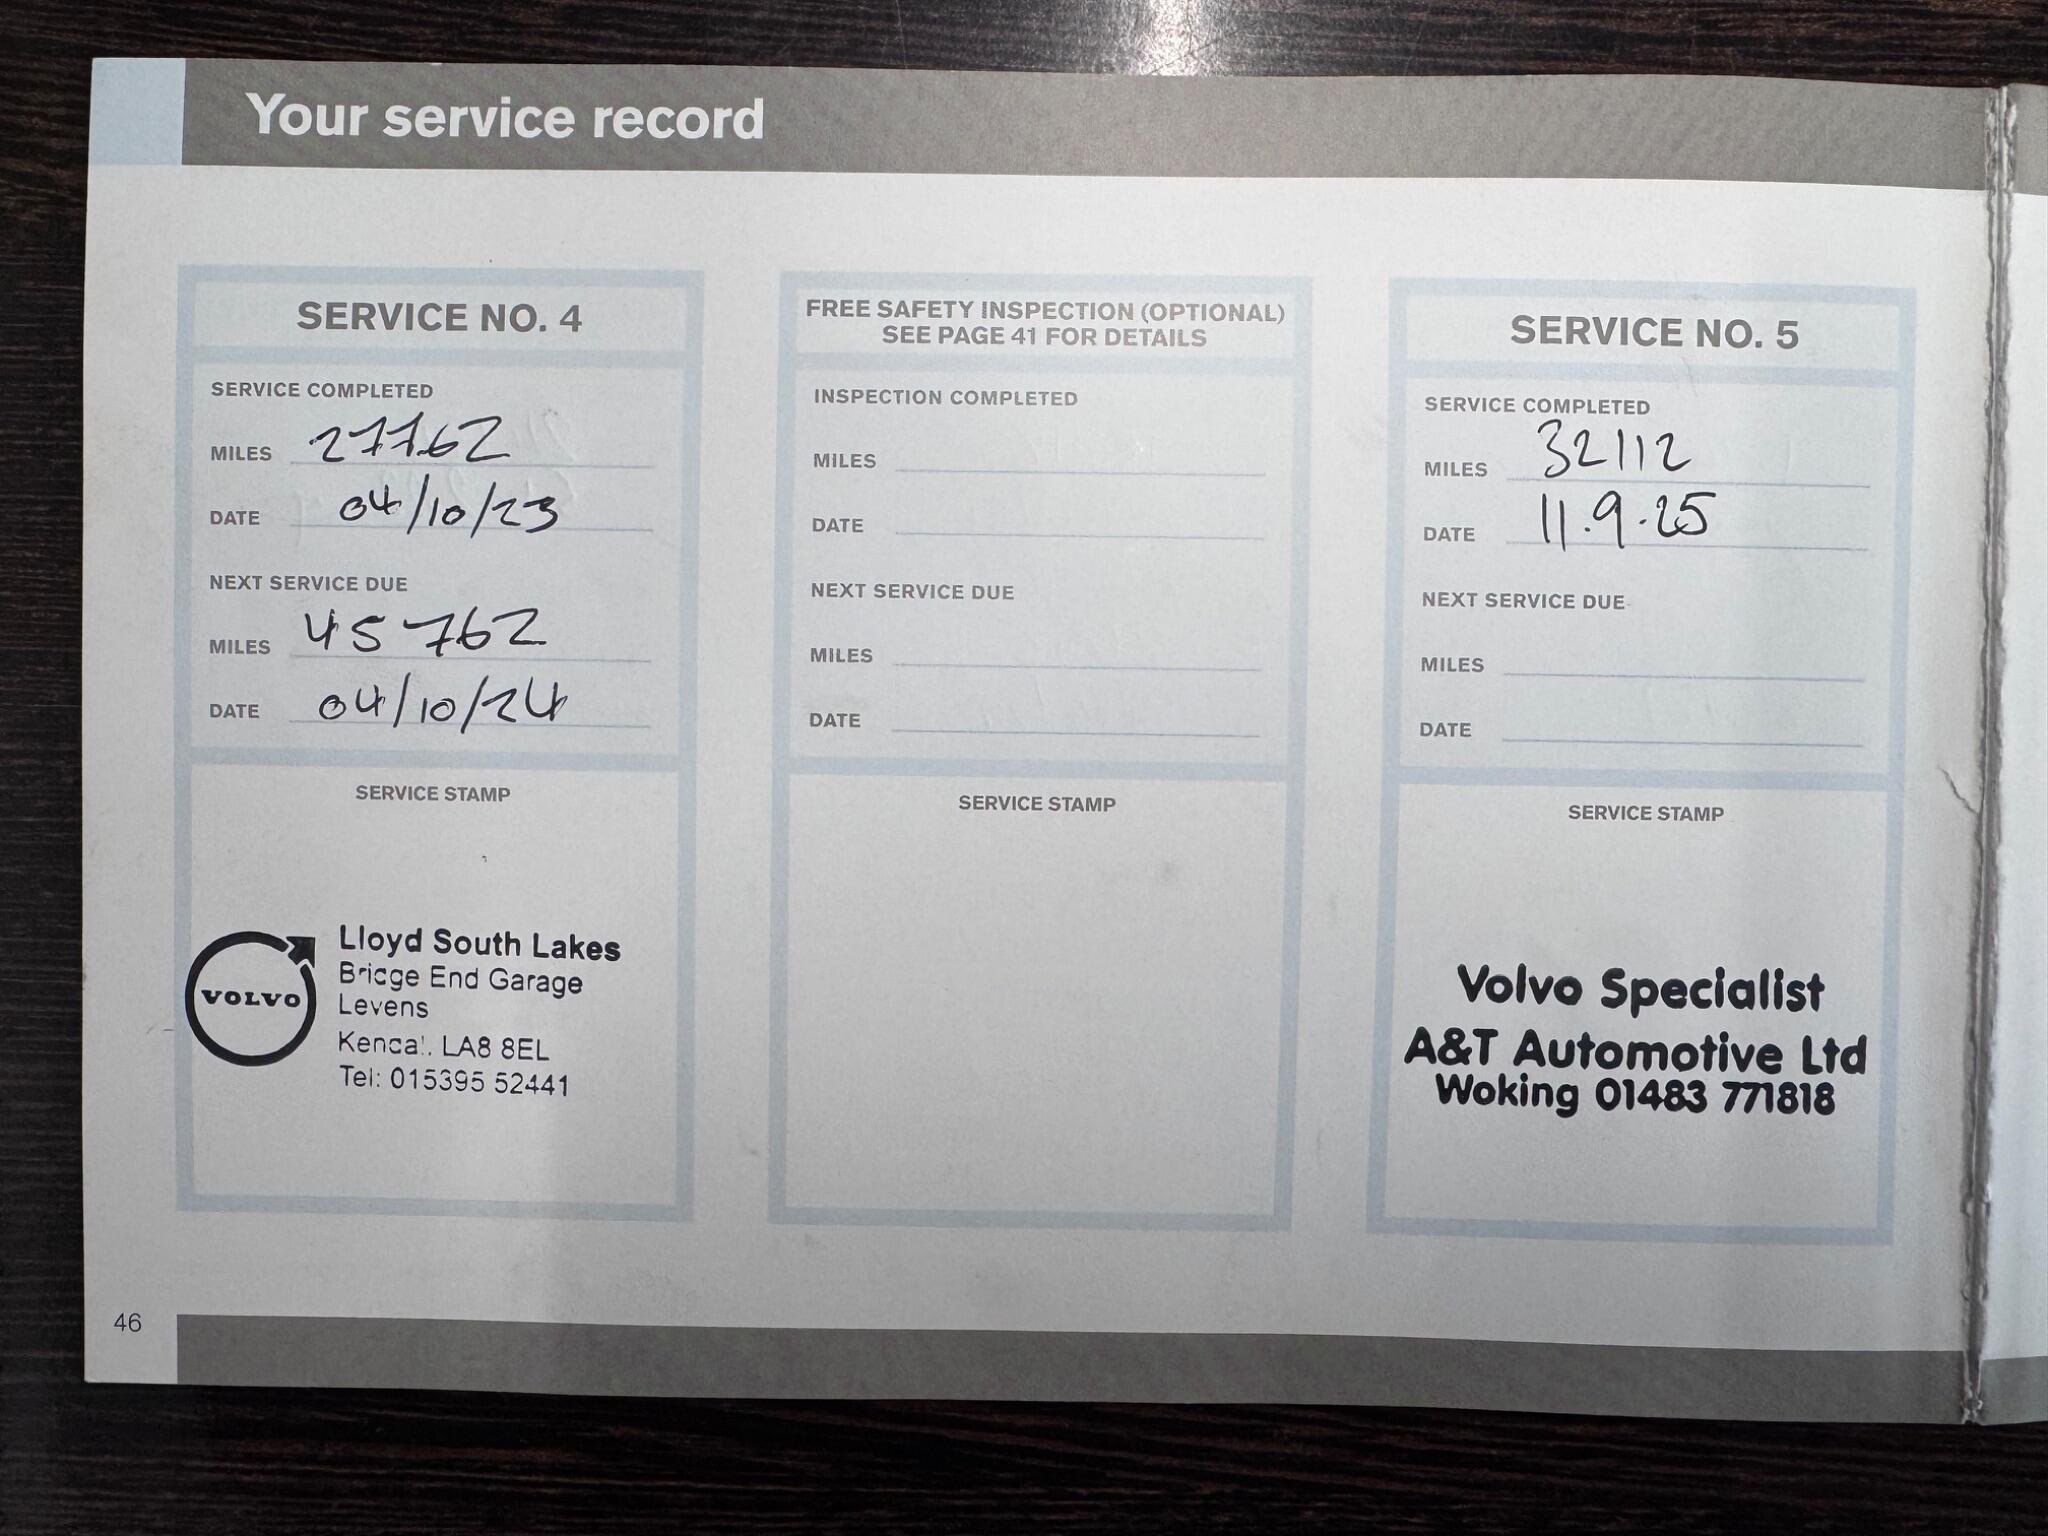 Your service record
SERVICE NO. 4
SERVICE COMPLETED
MILES 27762
DATE 04/10/23
NEXT SERVICE DUE
MILES 45762
DATE 04/10/24
SERVICE STAMP
VOLVO
Lloyd South Lakes
Bridge End Garage
Levens
Kendal. LA8 8EL
Tel: 015395 52441
FREE SAFETY INSPECTION (OPTIONAL)
SEE PAGE 41 FOR DETAILS
INSPECTION COMPLETED
MILES
DATE
NEXT SERVICE DUE
MILES
DATE
SERVICE STAMP
SERVICE NO. 5
SERVICE COMPLETED
MILES 32112
DATE 11.9.25
NEXT SERVICE DUE
MILES
DATE
SERVICE STAMP
Volvo Specialist
A&T Automotive Ltd
Woking 01483 771818
46